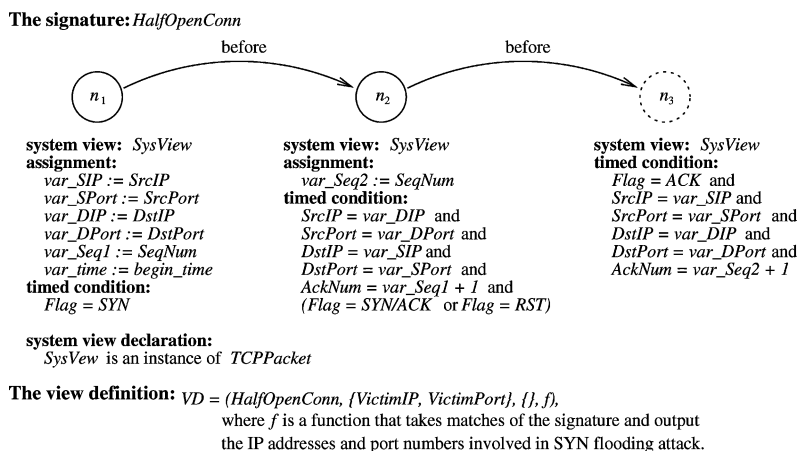 The signature: HalfOpenConn
before
before
n1
n2
n3
system view: SysView
assignment:
var_SIP := SrcIP
var_SPort := SrcPort
var_DIP := DstIP
var_DPort := DstPort
var_Seq1 := SeqNum
var_time := begin_time
timed condition:
Flag = SYN
system view: SysView
assignment:
var_Seq2 := SeqNum
timed condition:
SrcIP = var_DIP and
SrcPort = var_DPort and
DstIP = var_SIP and
DstPort = var_SPort and
AckNum = var_Seq1 + 1 and
(Flag = SYN/ACK or Flag = RST)
system view: SysView
timed condition:
Flag = ACK and
SrcIP = var_SIP and
SrcPort = var_SPort and
DstIP = var_DIP and
DstPort = var_DPort and
AckNum = var_Seq2 + 1
system view declaration:
SysVew is an instance of TCPPacket
The view definition: VD = (HalfOpenConn, {VictimIP, VictimPort}, {}, f),
where f is a function that takes matches of the signature and output
the IP addresses and port numbers involved in SYN flooding attack.